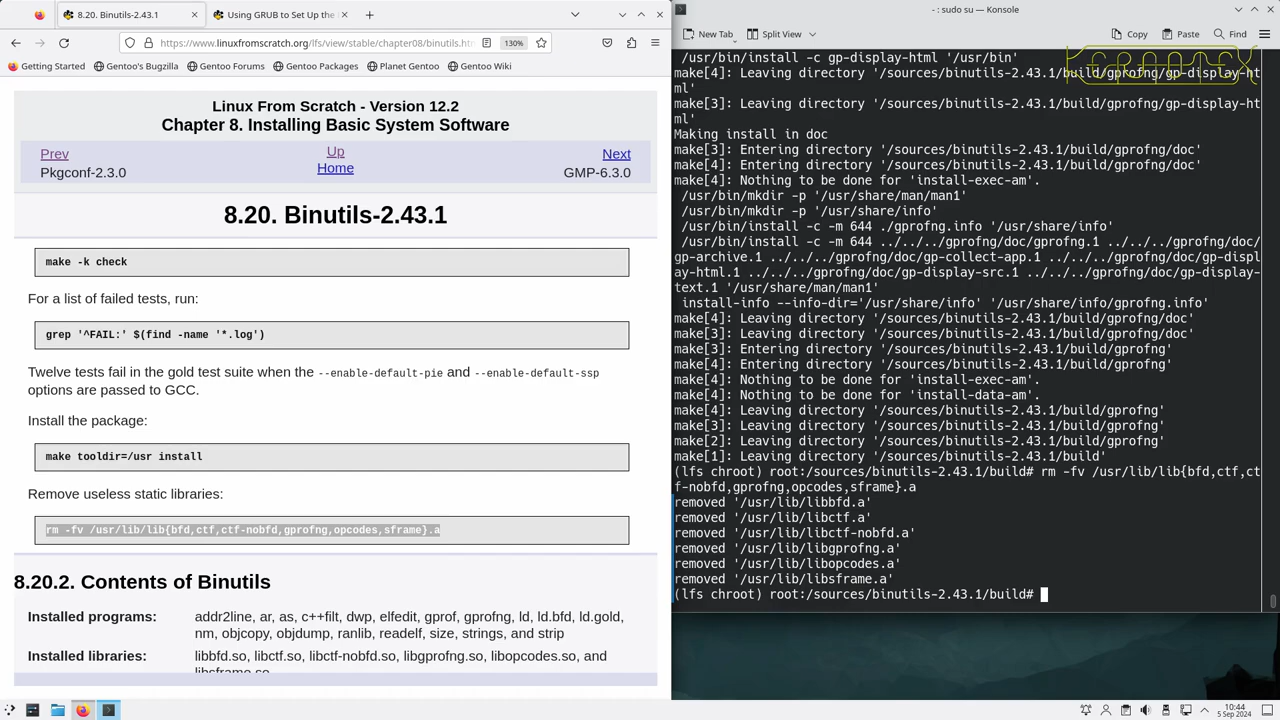 8.20. Binutils-2.43.1
Using GRUB to Set Up the
https://www.linuxfromscratch.org/lfs/view/stable/chapter08/binutils.ht
130%
Getting Started
Gentoo's Bugzilla
Gentoo Forums
Gentoo Packages
Planet Gentoo
Gentoo Wiki
Linux From Scratch - Version 12.2
Chapter 8. Installing Basic System Software
Prev
Up
Next
Pkgconf-2.3.0
Home
GMP-6.3.0
8.20. Binutils-2.43.1
make -k check
For a list of failed tests, run:
grep '^FAIL:' $(find -name '*.log')
Twelve tests fail in the gold test suite when the --enable-default-pie and --enable-default-ssp
options are passed to GCC.
Install the package:
make tooldir=/usr install
Remove useless static libraries:
rm -fv /usr/lib/lib{bfd,ctf,ctf-nobfd,gprofng,opcodes,sframe}.a
8.20.2. Contents of Binutils
Installed programs:
addr2line, ar, as, c++filt, dwp, elfedit, gprof, gprofng, ld, ld.bfd, ld.gold,
nm, objcopy, objdump, ranlib, readelf, size, strings, and strip
Installed libraries:
libbfd.so, libctf.so, libctf-nobfd.so, libgprofng.so, libopcodes.so, and
libsframe.so
- : sudo su — Konsole
New Tab
Split View
Copy
Paste
Find
KERNOTEX
/usr/bin/install -c gp-display-html '/usr/bin'
make[4]: Leaving directory '/sources/binutils-2.43.1/build/gprofng/gp-display-ht
ml'
make[3]: Leaving directory '/sources/binutils-2.43.1/build/gprofng/gp-display-ht
ml'
Making install in doc
make[3]: Entering directory '/sources/binutils-2.43.1/build/gprofng/doc'
make[4]: Entering directory '/sources/binutils-2.43.1/build/gprofng/doc'
make[4]: Nothing to be done for 'install-exec-am'.
/usr/bin/mkdir -p '/usr/share/man/man1'
/usr/bin/mkdir -p '/usr/share/info'
/usr/bin/install -c -m 644 ./gprofng.info '/usr/share/info'
/usr/bin/install -c -m 644 ../../../gprofng/doc/gprofng.1 ../../../gprofng/doc/
gp-archive.1 ../../../gprofng/doc/gp-collect-app.1 ../../../gprofng/doc/gp-displ
ay-html.1 ../../../gprofng/doc/gp-display-src.1 ../../../gprofng/doc/gp-display-
text.1 '/usr/share/man/man1'
install-info --info-dir='/usr/share/info' '/usr/share/info/gprofng.info'
make[4]: Leaving directory '/sources/binutils-2.43.1/build/gprofng/doc'
make[3]: Leaving directory '/sources/binutils-2.43.1/build/gprofng/doc'
make[3]: Entering directory '/sources/binutils-2.43.1/build/gprofng'
make[4]: Entering directory '/sources/binutils-2.43.1/build/gprofng'
make[4]: Nothing to be done for 'install-exec-am'.
make[4]: Nothing to be done for 'install-data-am'.
make[4]: Leaving directory '/sources/binutils-2.43.1/build/gprofng'
make[3]: Leaving directory '/sources/binutils-2.43.1/build/gprofng'
make[2]: Leaving directory '/sources/binutils-2.43.1/build/gprofng'
make[1]: Leaving directory '/sources/binutils-2.43.1/build'
(lfs chroot) root:/sources/binutils-2.43.1/build# rm -fv /usr/lib/lib{bfd,ctf,ct
f-nobfd,gprofng,opcodes,sframe}.a
removed '/usr/lib/libbfd.a'
removed '/usr/lib/libctf.a'
removed '/usr/lib/libctf-nobfd.a'
removed '/usr/lib/libgprofng.a'
removed '/usr/lib/libopcodes.a'
removed '/usr/lib/libsframe.a'
(lfs chroot) root:/sources/binutils-2.43.1/build#
10:44
5 Sep 2024